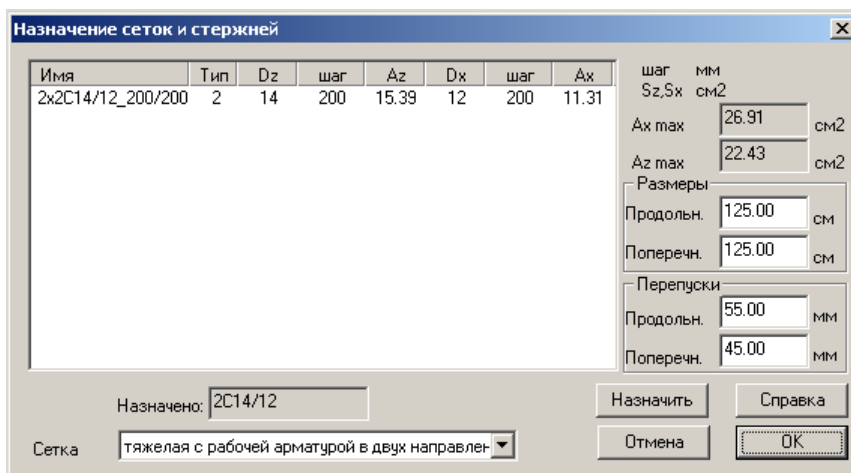 Назначение сеток и стержней
Имя Тип Dz шаг Az Dx шаг Ax
2x2C14/12_200/200 2 14 200 15.39 12 200 11.31
шаг мм
Sz,Sx см2
Ax max 26.91 см2
Az max 22.43 см2
Размеры
Продольн. 125.00 см
Поперечн. 125.00 см
Перепуски
Продольн. 55.00 мм
Поперечн. 45.00 мм
Назначено: 2C14/12
Назначить Справка
Сетка тяжелая с рабочей арматурой в двух направлен
Отмена OK